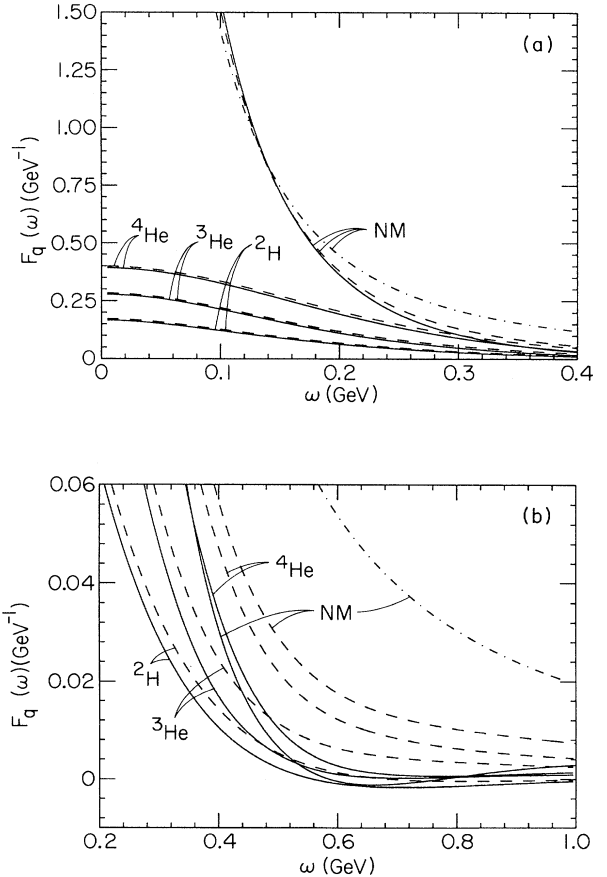 1.50
(a)
1.25
1.00
0.75
NM
0.50
⁴He
³He
²H
0.25
0
0
0.1
0.2
0.3
0.4
F_q (ω) (GeV⁻¹)
ω (GeV)
0.06
(b)
⁴He
0.04
NM
0.02
²H
³He
0
0.2
0.4
0.6
0.8
1.0
F_q (ω) (GeV⁻¹)
ω (GeV)